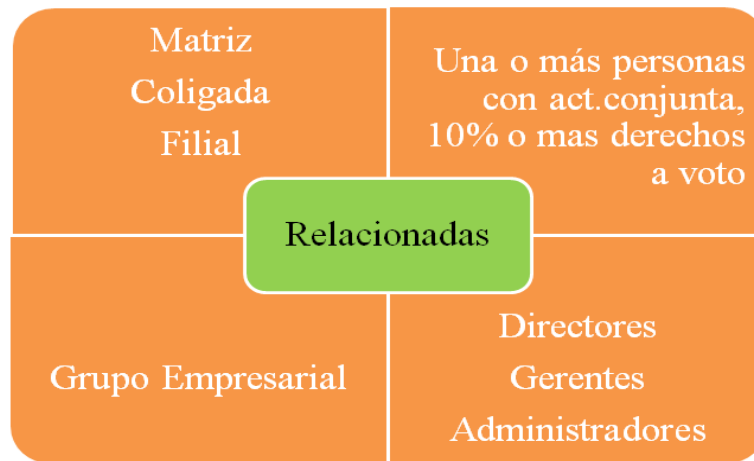 Matriz
Coligada
Filial
Una o más personas
con act.conjunta,
10% o mas derechos
a voto
Relacionadas
Grupo Empresarial
Directores
Gerentes
Administradores